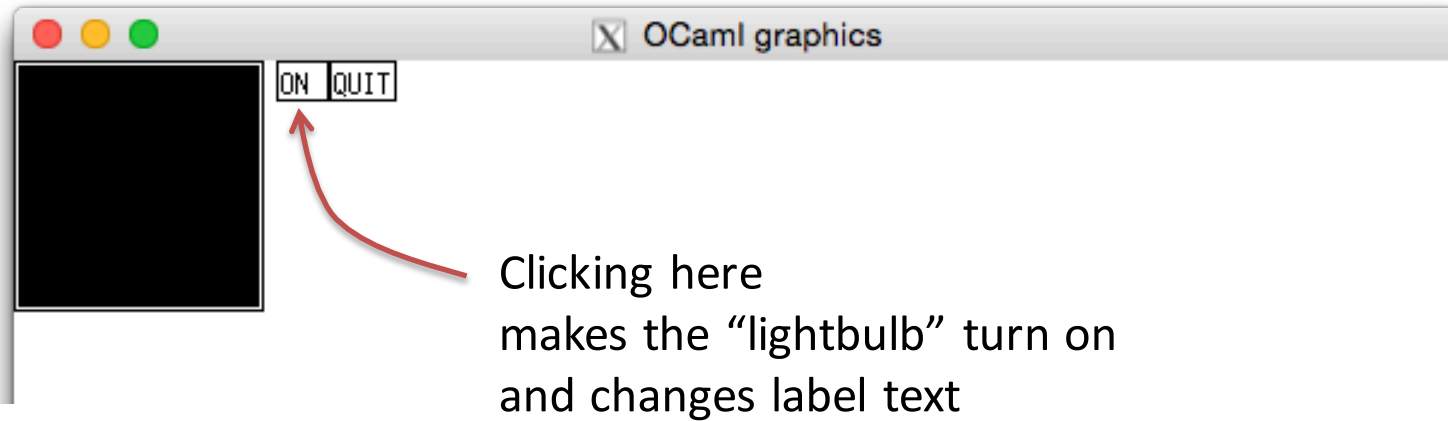 OCaml graphics
ON QUIT
Clicking here
makes the “lightbulb” turn on
and changes label text